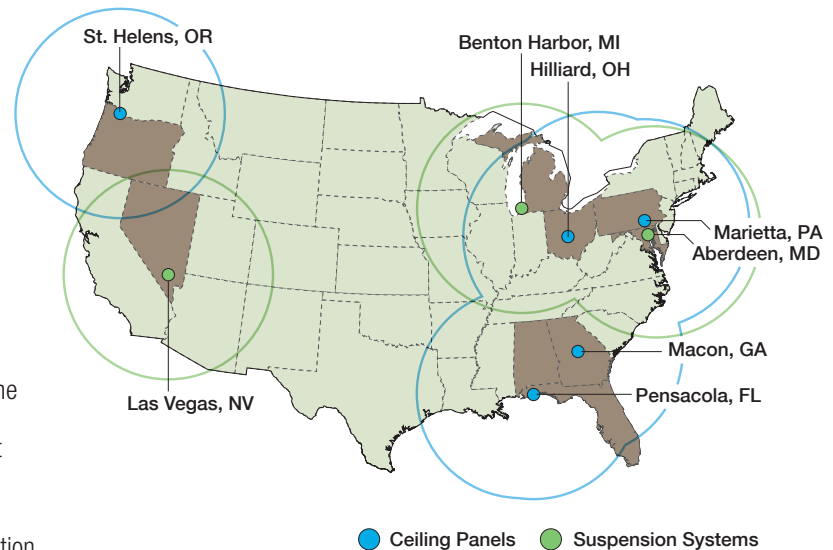 St. Helens, OR
Benton Harbor, MI
Hilliard, OH
Marietta, PA
Aberdeen, MD
Macon, GA
Pensacola, FL
Las Vegas, NV
Ceiling Panels
Suspension Systems